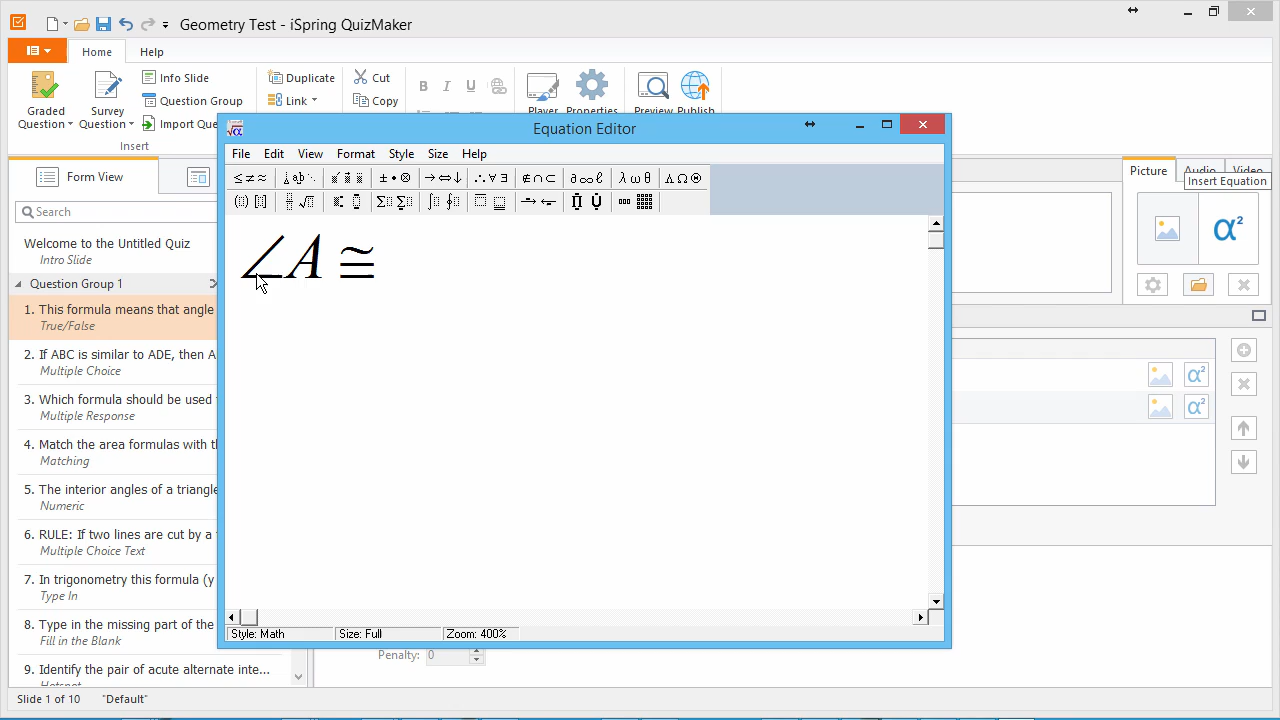 Geometry Test - iSpring QuizMaker
Home Help
Graded Question
Survey Question
Info Slide
Question Group
Import Que
Insert
Duplicate
Link
Cut
Copy
B I U
Player
Properties
Preview
Publish
Equation Editor
File Edit View Format Style Size Help
∠A ≅
Style: Math Size: Full Zoom: 400%
Form View
Search
Welcome to the Untitled Quiz
Intro Slide
Question Group 1
1. This formula means that angle
True/False
2. If ABC is similar to ADE, then A
Multiple Choice
3. Which formula should be used
Multiple Response
4. Match the area formulas with th
Matching
5. The interior angles of a triangle
Numeric
6. RULE: If two lines are cut by a
Multiple Choice Text
7. In trigonometry this formula (y
Type In
8. Type in the missing part of the
Fill in the Blank
9. Identify the pair of acute alternate inte...
Picture Audio Video
Insert Equation
α²
α²
α²
Penalty: 0
Slide 1 of 10 "Default"